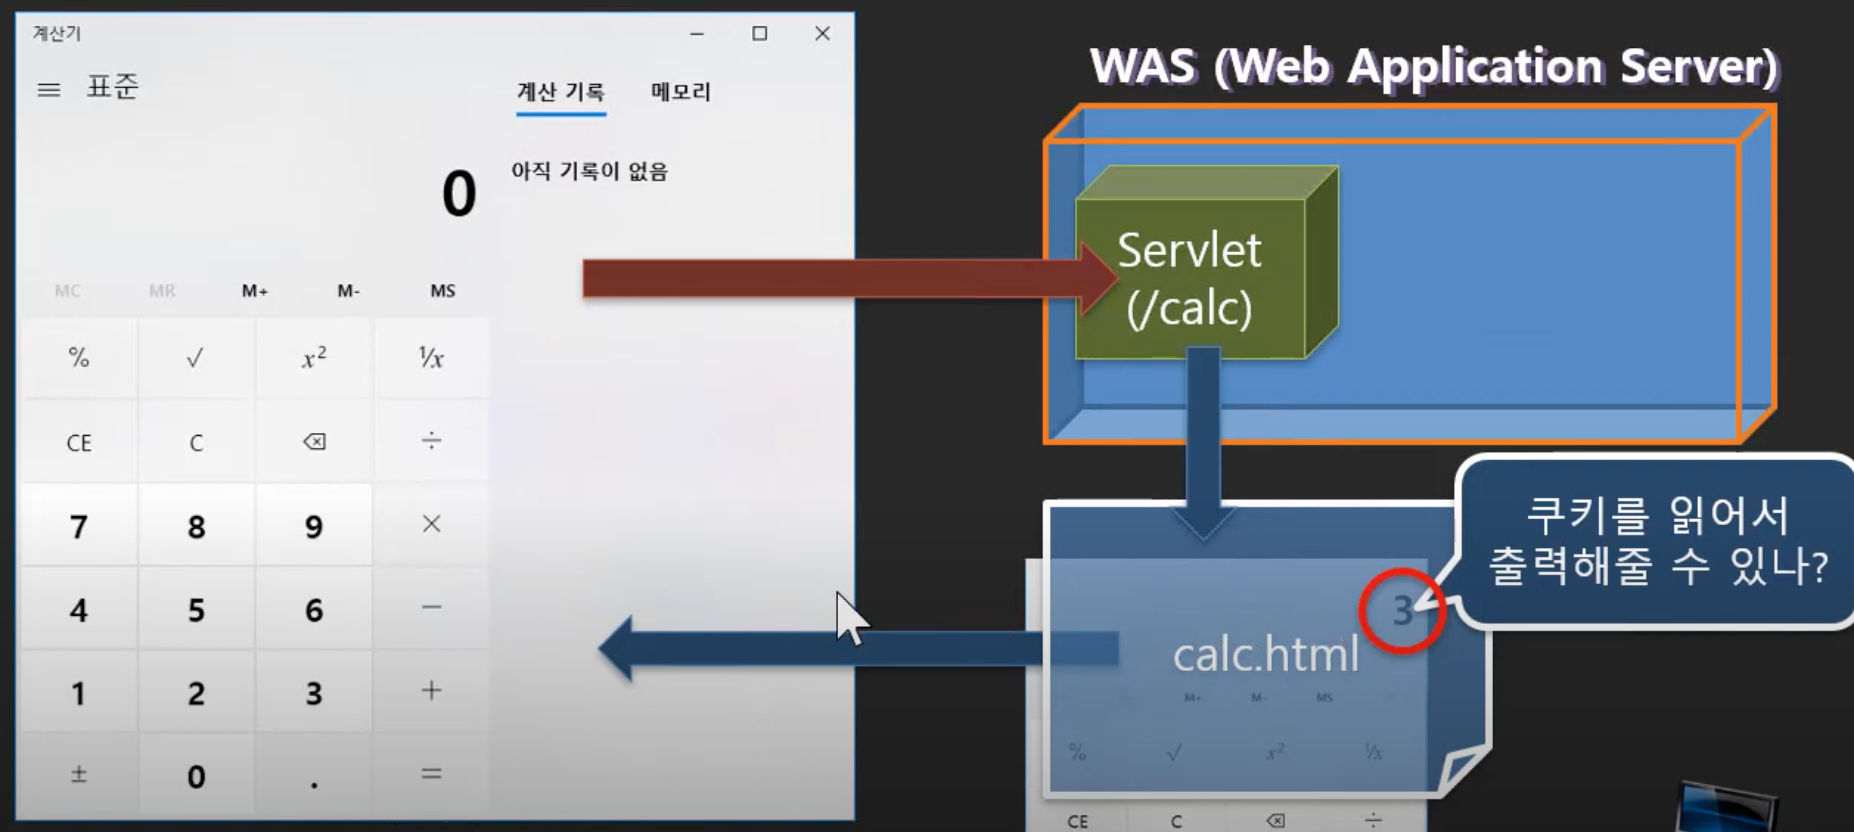 계산기
표준
계산 기록 메모리
0
아직 기록이 없음
MC MR M+ M- MS
% √ x² ¹/x
CE C ÷
7 8 9 ×
4 5 6 −
1 2 3 +
± 0 . =
WAS (Web Application Server)
Servlet
(/calc)
쿠키를 읽어서
출력해줄 수 있나?
3
calc.html
M+ M- MS
% √ x² ¹/x
CE C ÷